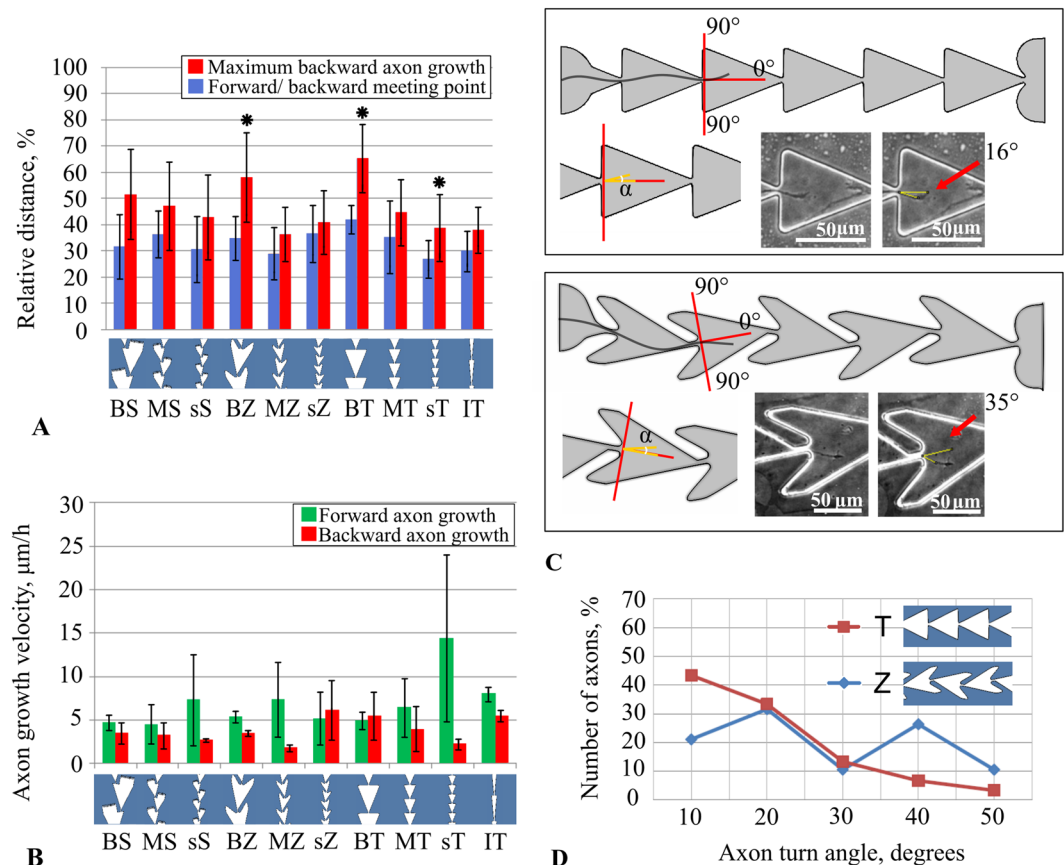 100
90
80
70
60
50
40
30
20
10
0
Relative distance, %
Maximum backward axon growth
Forward/ backward meeting point
*
*
*
BS MS sS BZ MZ sZ BT MT sT IT
A
30
25
20
15
10
5
0
Axon growth velocity, μm/h
Forward axon growth
Backward axon growth
BS MS sS BZ MZ sZ BT MT sT IT
B
90°
0°
90°
α
16°
50μm
50μm
90°
0°
90°
α
35°
50 μm
50μm
C
70
60
50
40
30
20
10
0
Number of axons, %
T
Z
10 20 30 40 50
Axon turn angle, degrees
D